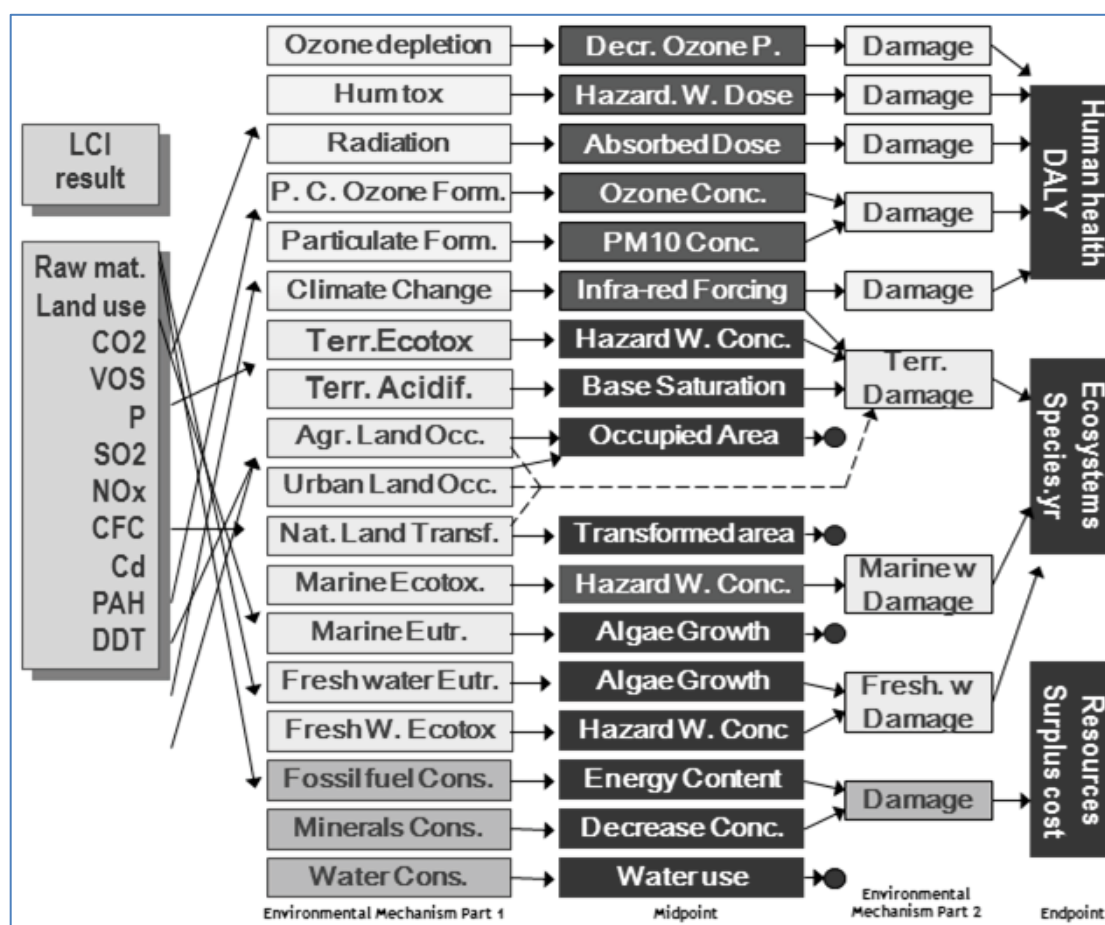 LCI
result
Raw mat.
Land use
CO2
VOS
P
SO2
NOx
CFC
Cd
PAH
DDT
Ozone depletion
Hum tox
Radiation
P. C. Ozone Form.
Particulate Form.
Climate Change
Terr.Ecotox
Terr. Acidif.
Agr. Land Occ.
Urban Land Occ.
Nat. Land Transf.
Marine Ecotox.
Marine Eutr.
Fresh water Eutr.
Fresh W. Ecotox
Fossil fuel Cons.
Minerals Cons.
Water Cons.
Environmental Mechanism Part 1
Decr. Ozone P.
Hazard. W. Dose
Absorbed Dose
Ozone Conc.
PM10 Conc.
Infra-red Forcing
Hazard W. Conc.
Base Saturation
Occupied Area
Transformed area
Hazard W. Conc.
Algae Growth
Algae Growth
Hazard W. Conc
Energy Content
Decrease Conc.
Water use
Midpoint
Damage
Damage
Damage
Damage
Damage
Terr.
Damage
Marine w
Damage
Fresh. w
Damage
Damage
Environmental
Mechanism Part 2
Human health
DALY
Ecosystems
Species.yr
Resources
Surplus cost
Endpoint